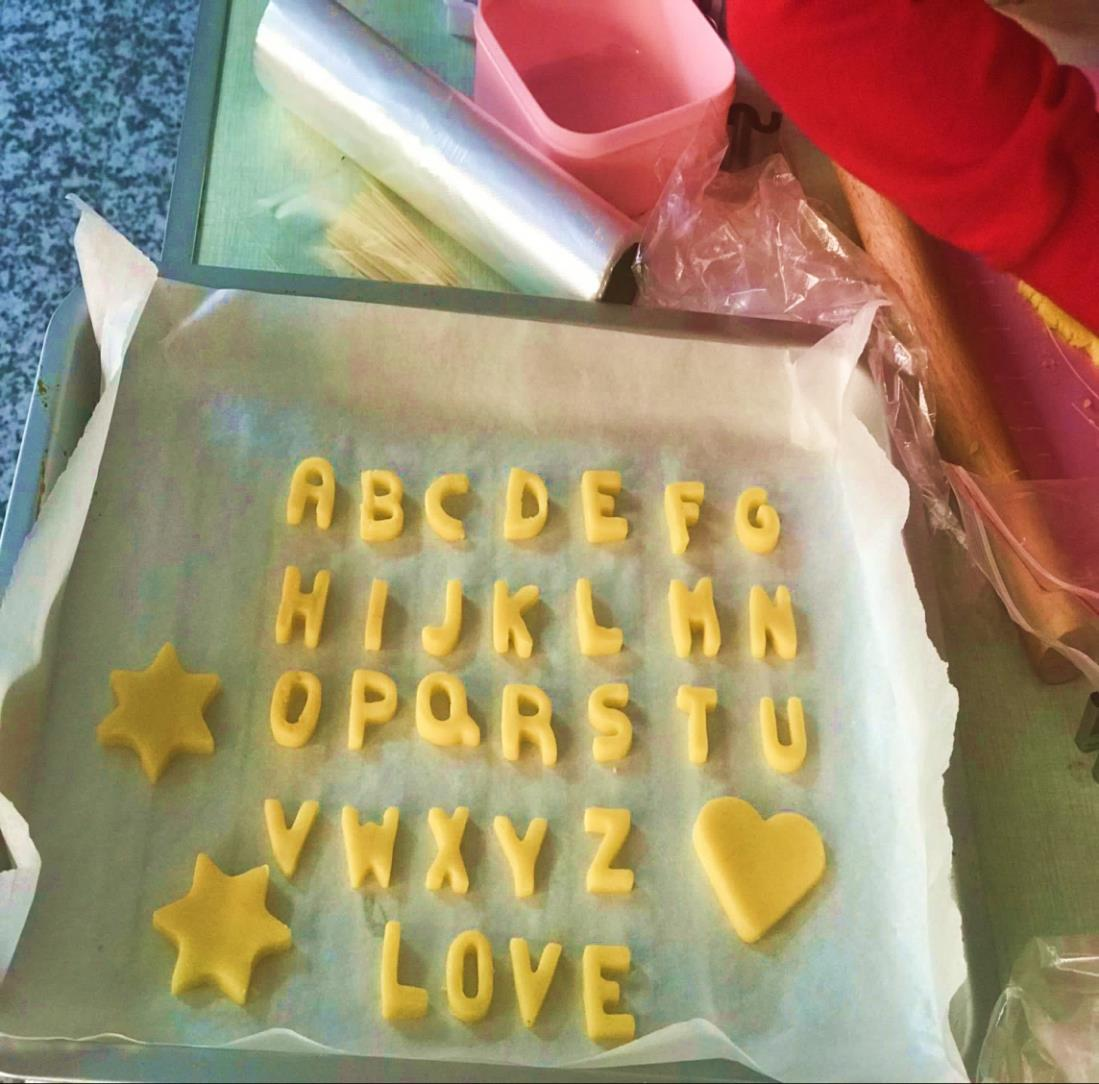 ABCDEFG
HIJKLMN
OPQRSTU
VWXYZ
LOVE